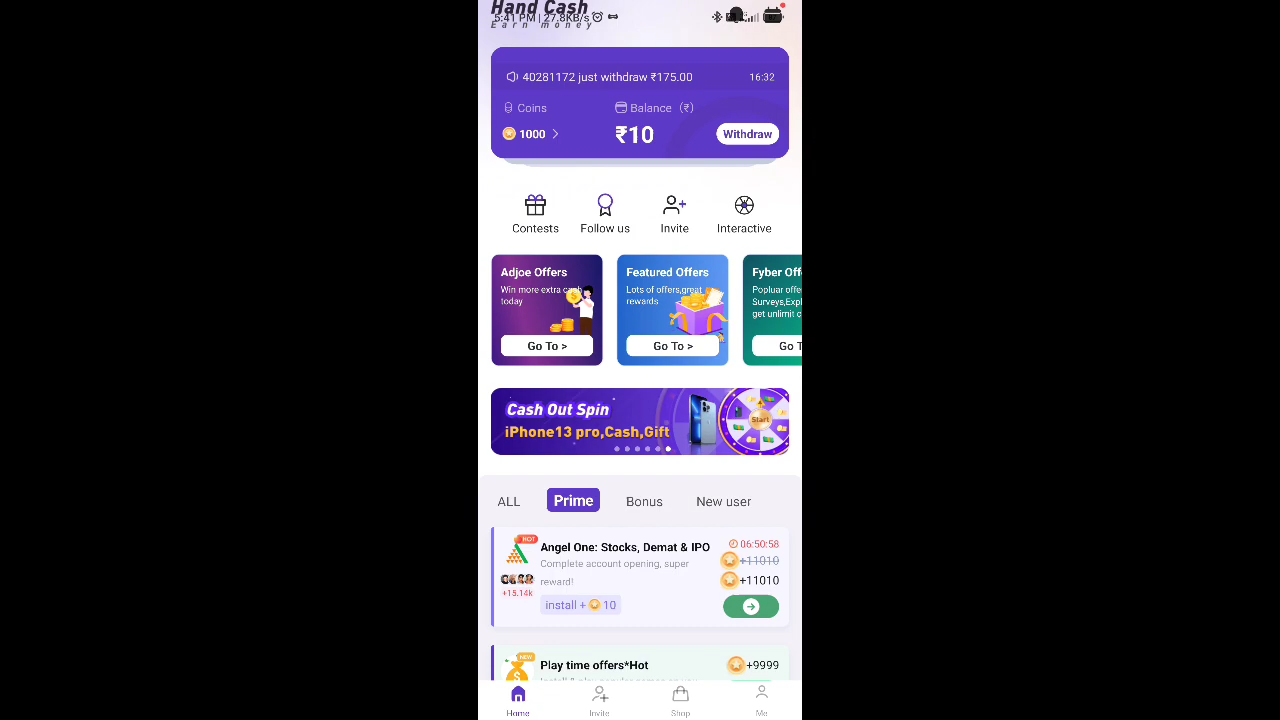 Hand Cash
Earn money
5:41 PM | 27.8KB/s
40281172 just withdraw ₹175.00
16:32
Coins
Balance (₹)
1000
₹10
Withdraw
Contests
Follow us
Invite
Interactive
Adjoe Offers
Win more extra cash
today
Go To >
Featured Offers
Lots of offers,great
rewards
Go To >
Fyber Off
Popluar offe
Surveys,Expl
get unlimit c
Go T
Cash Out Spin
iPhone13 pro,Cash,Gift
Start
ALL
Prime
Bonus
New user
HOT
Angel One: Stocks, Demat & IPO
06:50:58
Complete account opening, super
reward!
+11010
+11010
+15.14k
install + 10
NEW
Play time offers*Hot
+9999
Home
Invite
Shop
Me